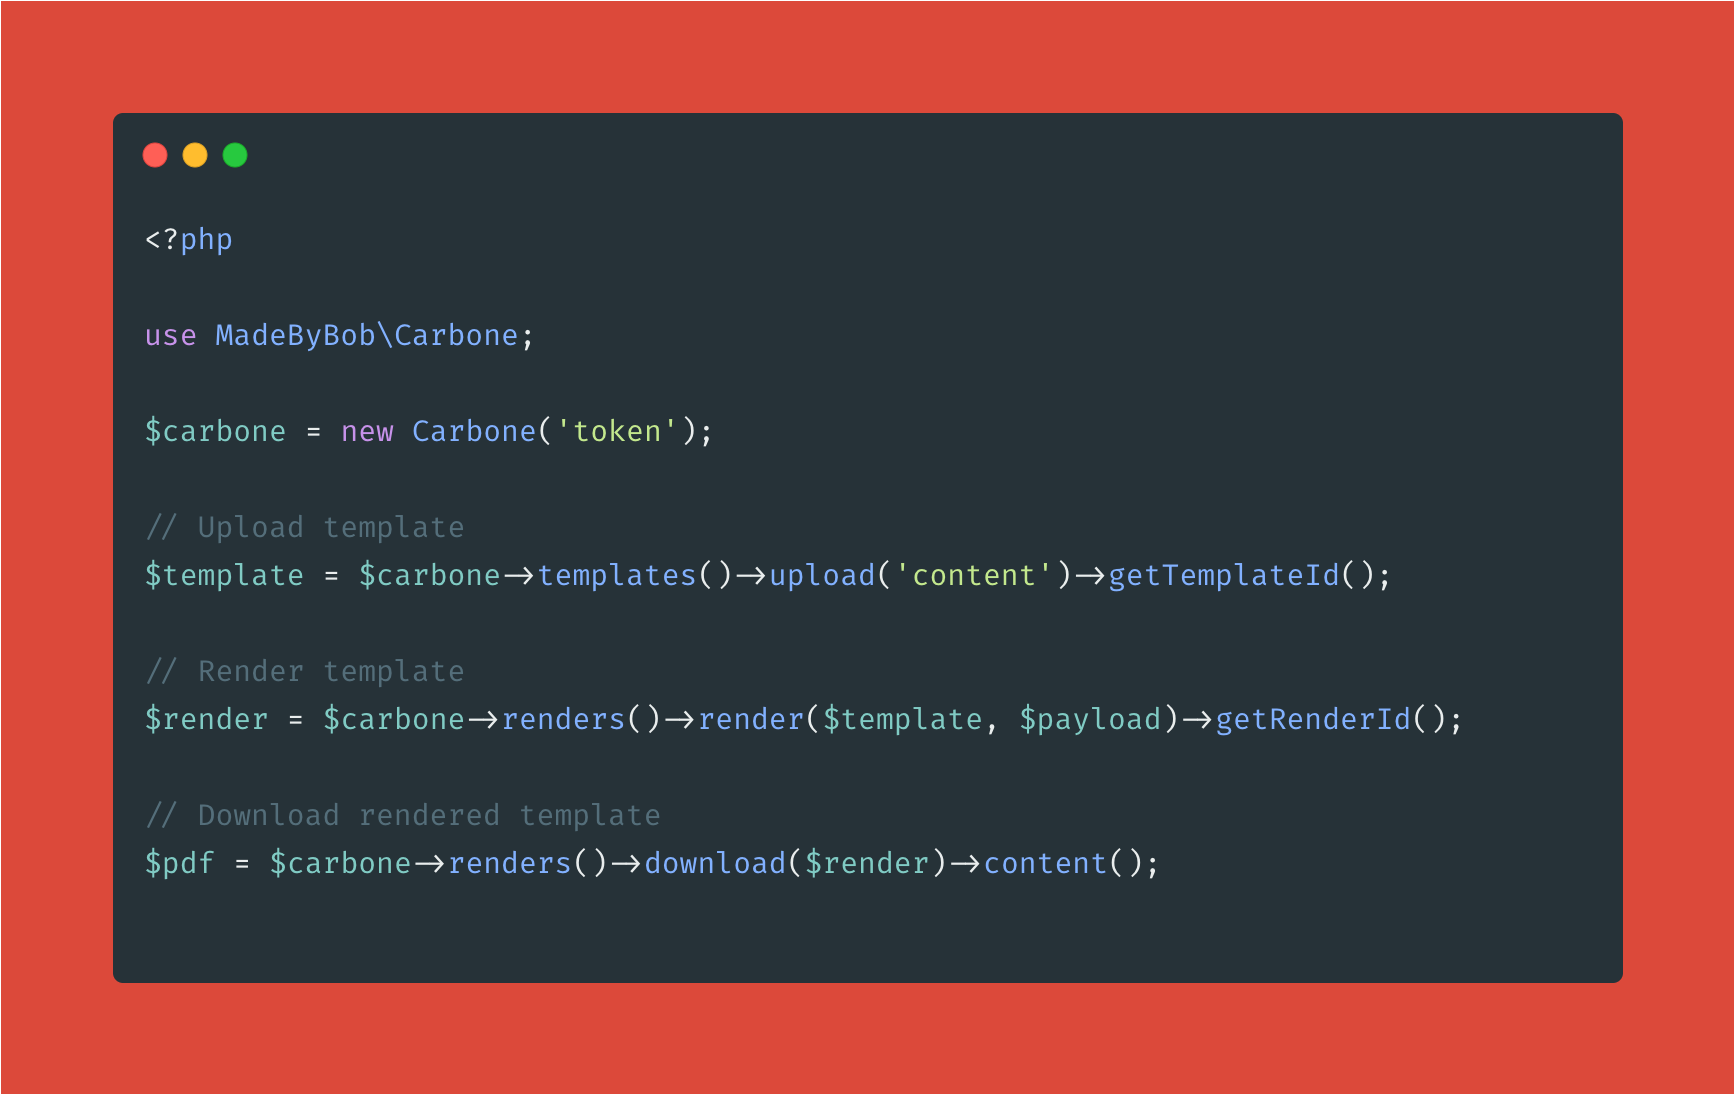 <?php
use MadeByBob\Carbone;
$carbone = new Carbone('token');
// Upload template
$template = $carbone->templates()->upload('content')->getTemplateId();
// Render template
$render = $carbone->renders()->render($template, $payload)->getRenderId();
// Download rendered template
$pdf = $carbone->renders()->download($render)->content();